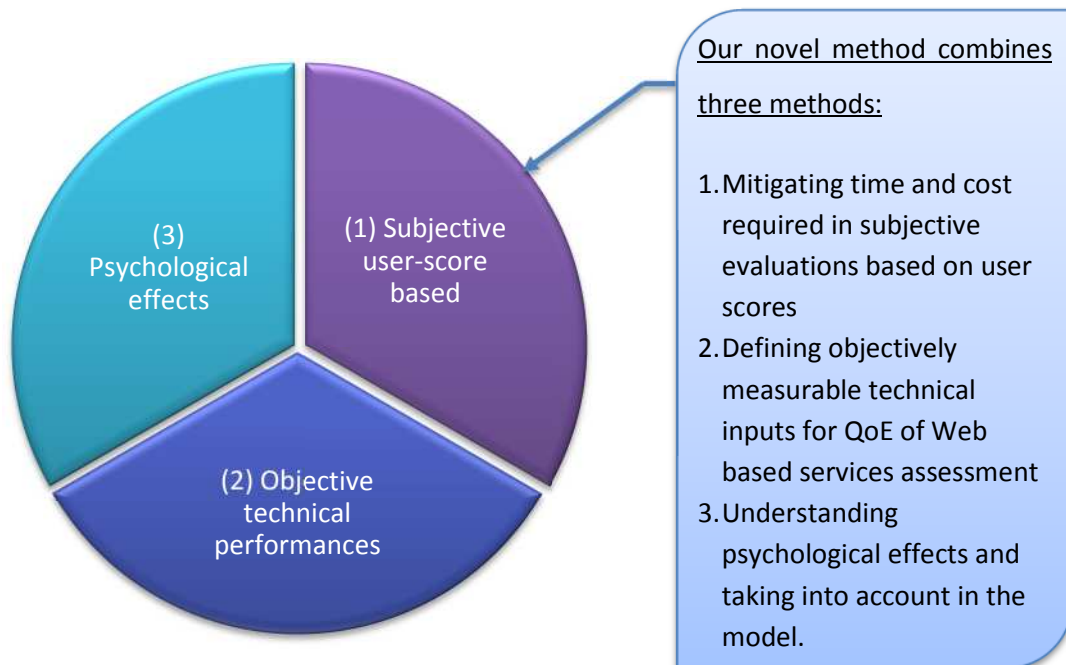 (3)
Psychological
effects
(1) Subjective
user-score
based
(2) Objective
technical
performances
Our novel method combines
three methods:
1.Mitigating time and cost
required in subjective
evaluations based on user
scores
2.Defining objectively
measurable technical
inputs for QoE of Web
based services assessment
3.Understanding
psychological effects and
taking into account in the
model.